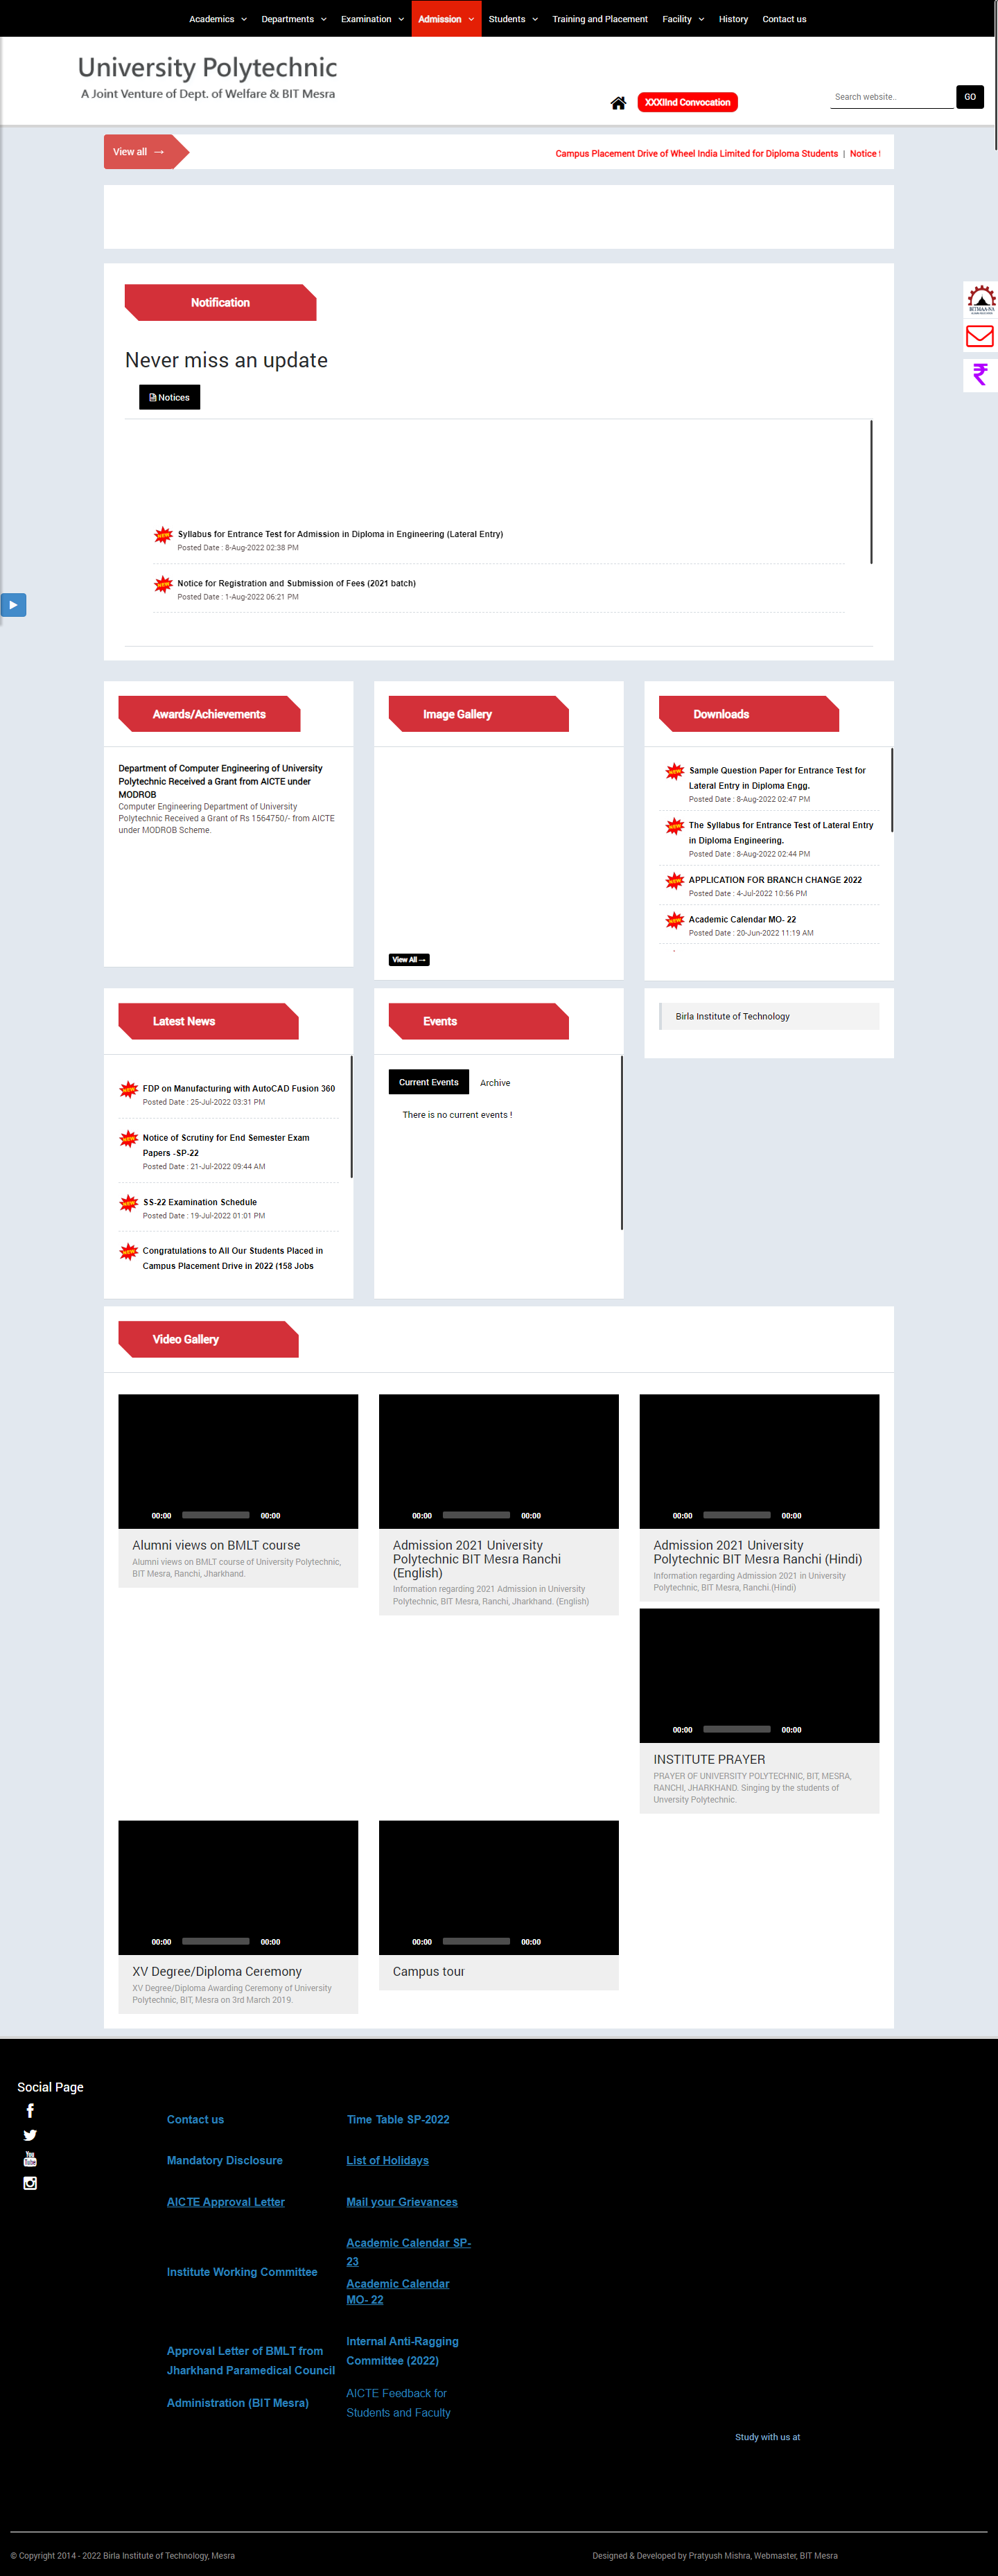 Academics Departments Examination Admission Students Training and Placement Facility History Contact us
University Polytechnic
A Joint Venture of Dept. of Welfare & BIT Mesra
XXXIInd Convocation
Search website..
GO
View all →
Campus Placement Drive of Wheel India Limited for Diploma Students | Notice
BITMAA-NA
Notification
Never miss an update
Notices
NEW Syllabus for Entrance Test for Admission in Diploma in Engineering (Lateral Entry)
Posted Date : 8-Aug-2022 02:38 PM
NEW Notice for Registration and Submission of Fees (2021 batch)
Posted Date : 1-Aug-2022 06:21 PM
Awards/Achievements
Department of Computer Engineering of University
Polytechnic Received a Grant from AICTE under
MODROB
Computer Engineering Department of University
Polytechnic Received a Grant of Rs 1564750/- from AICTE
under MODROB Scheme.
Image Gallery
View All →
Downloads
NEW Sample Question Paper for Entrance Test for
Lateral Entry in Diploma Engg.
Posted Date : 8-Aug-2022 02:47 PM
NEW The Syllabus for Entrance Test of Lateral Entry
in Diploma Engineering.
Posted Date : 8-Aug-2022 02:44 PM
NEW APPLICATION FOR BRANCH CHANGE 2022
Posted Date : 4-Jul-2022 10:56 PM
NEW Academic Calendar MO- 22
Posted Date : 20-Jun-2022 11:19 AM
Latest News
NEW FDP on Manufacturing with AutoCAD Fusion 360
Posted Date : 25-Jul-2022 03:31 PM
NEW Notice of Scrutiny for End Semester Exam
Papers -SP-22
Posted Date : 21-Jul-2022 09:44 AM
NEW SS-22 Examination Schedule
Posted Date : 19-Jul-2022 01:01 PM
NEW Congratulations to All Our Students Placed in
Campus Placement Drive in 2022 (158 Jobs
Events
Current Events Archive
There is no current events !
Birla Institute of Technology
Video Gallery
00:00 00:00
Alumni views on BMLT course
Alumni views on BMLT course of University Polytechnic,
BIT Mesra, Ranchi, Jharkhand.
00:00 00:00
Admission 2021 University
Polytechnic BIT Mesra Ranchi
(English)
Information regarding 2021 Admission in University
Polytechnic, BIT Mesra, Ranchi, Jharkhand. (English)
00:00 00:00
Admission 2021 University
Polytechnic BIT Mesra Ranchi (Hindi)
Information regarding Admission 2021 in University
Polytechnic, BIT Mesra, Ranchi.(Hindi)
00:00 00:00
INSTITUTE PRAYER
PRAYER OF UNIVERSITY POLYTECHNIC, BIT, MESRA,
RANCHI, JHARKHAND. Singing by the students of
Unversity Polytechnic.
00:00 00:00
XV Degree/Diploma Ceremony
XV Degree/Diploma Awarding Ceremony of University
Polytechnic, BIT, Mesra on 3rd March 2019.
00:00 00:00
Campus tour
Social Page
You
Tube
Contact us
Mandatory Disclosure
AICTE Approval Letter
Institute Working Committee
Approval Letter of BMLT from
Jharkhand Paramedical Council
Administration (BIT Mesra)
Time Table SP-2022
List of Holidays
Mail your Grievances
Academic Calendar SP-
23
Academic Calendar
MO- 22
Internal Anti-Ragging
Committee (2022)
AICTE Feedback for
Students and Faculty
Study with us at
© Copyright 2014 - 2022 Birla Institute of Technology, Mesra
Designed & Developed by Pratyush Mishra, Webmaster, BIT Mesra